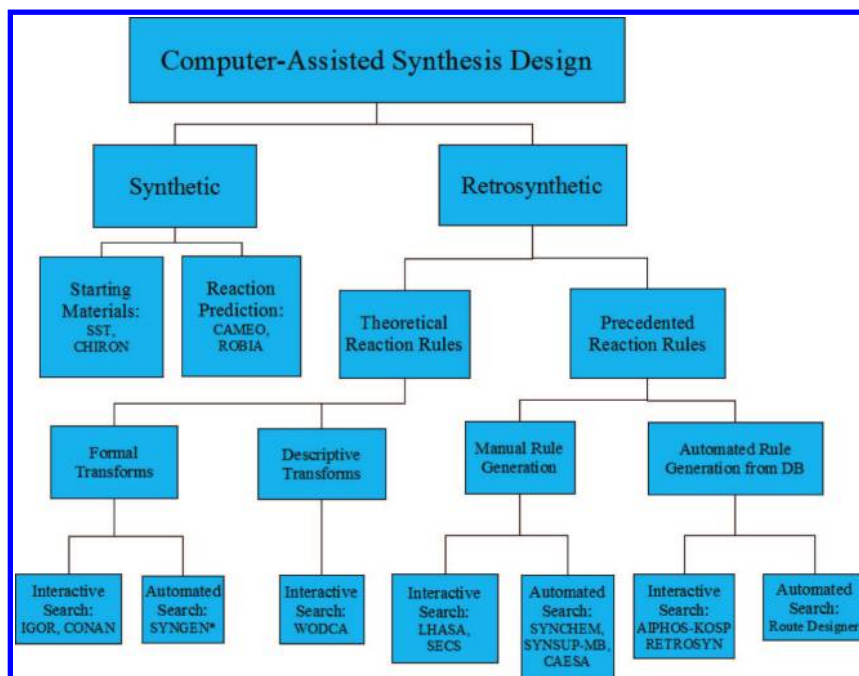 Computer-Assisted Synthesis Design
Synthetic
Retrosynthetic
Starting
Materials:
SST,
CHIRON
Reaction
Prediction:
CAMEO,
ROBIA
Theoretical
Reaction Rules
Precedented
Reaction Rules
Formal
Transforms
Descriptive
Transforms
Manual Rule
Generation
Automated Rule
Generation from DB
Interactive
Search:
IGOR, CONAN
Automated
Search:
SYNGEN*
Interactive
Search:
WODCA
Interactive
Search:
LHASA,
SECS
Automated
Search:
SYNCHEM,
SYNSUP-MB,
CAESA
Interactive
Search:
AIPHOS-KOSP
RETROSYN
Automated
Search:
Route Designer